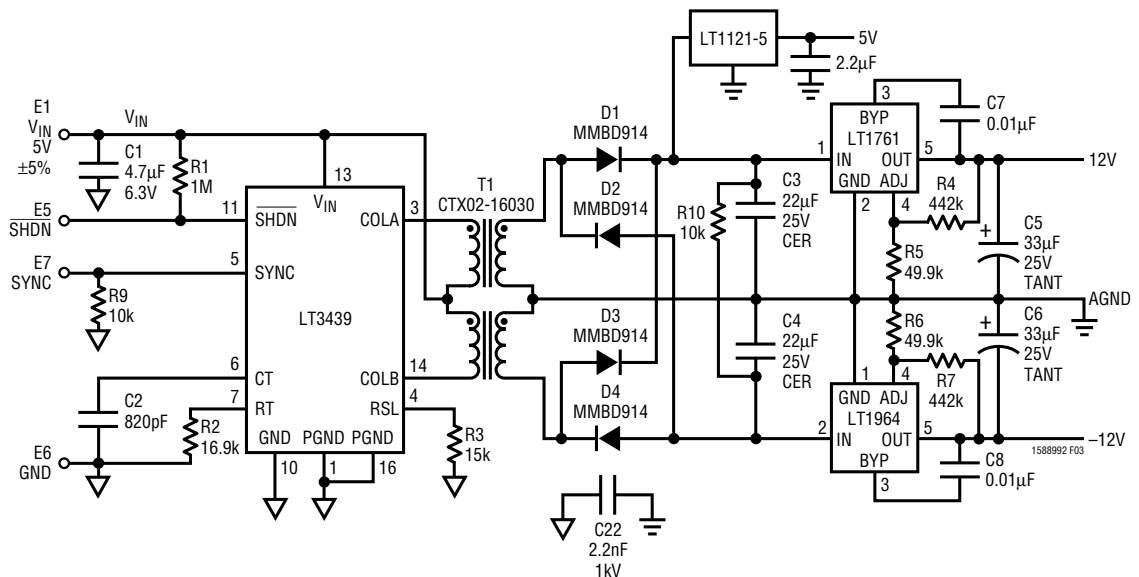 LT1121-5
5V
2.2µF
E1
VIN
5V
±5%
VIN
C1
4.7µF
6.3V
R1
1M
13
VIN
E5
SHDN
11
SHDN
E7
SYNC
5
SYNC
R9
10k
LT3439
COLA
3
COLB
14
6
CT
7
RT
RSL
4
C2
820pF
R2
16.9k
R3
15k
E6
GND
GND
PGND
PGND
10
1
16
T1
CTX02-16030
D1
MMBD914
D2
MMBD914
D3
MMBD914
D4
MMBD914
R10
10k
C3
22µF
25V
CER
C4
22µF
25V
CER
3
BYP
LT1761
1
IN
OUT
5
GND
ADJ
2
4
C7
0.01µF
12V
R4
442k
R5
49.9k
+
C5
33µF
25V
TANT
AGND
R6
49.9k
+
C6
33µF
25V
TANT
R7
442k
1
4
GND
ADJ
LT1964
2
IN
OUT
5
BYP
3
–12V
1588992 F03
C8
0.01µF
C22
2.2nF
1kV